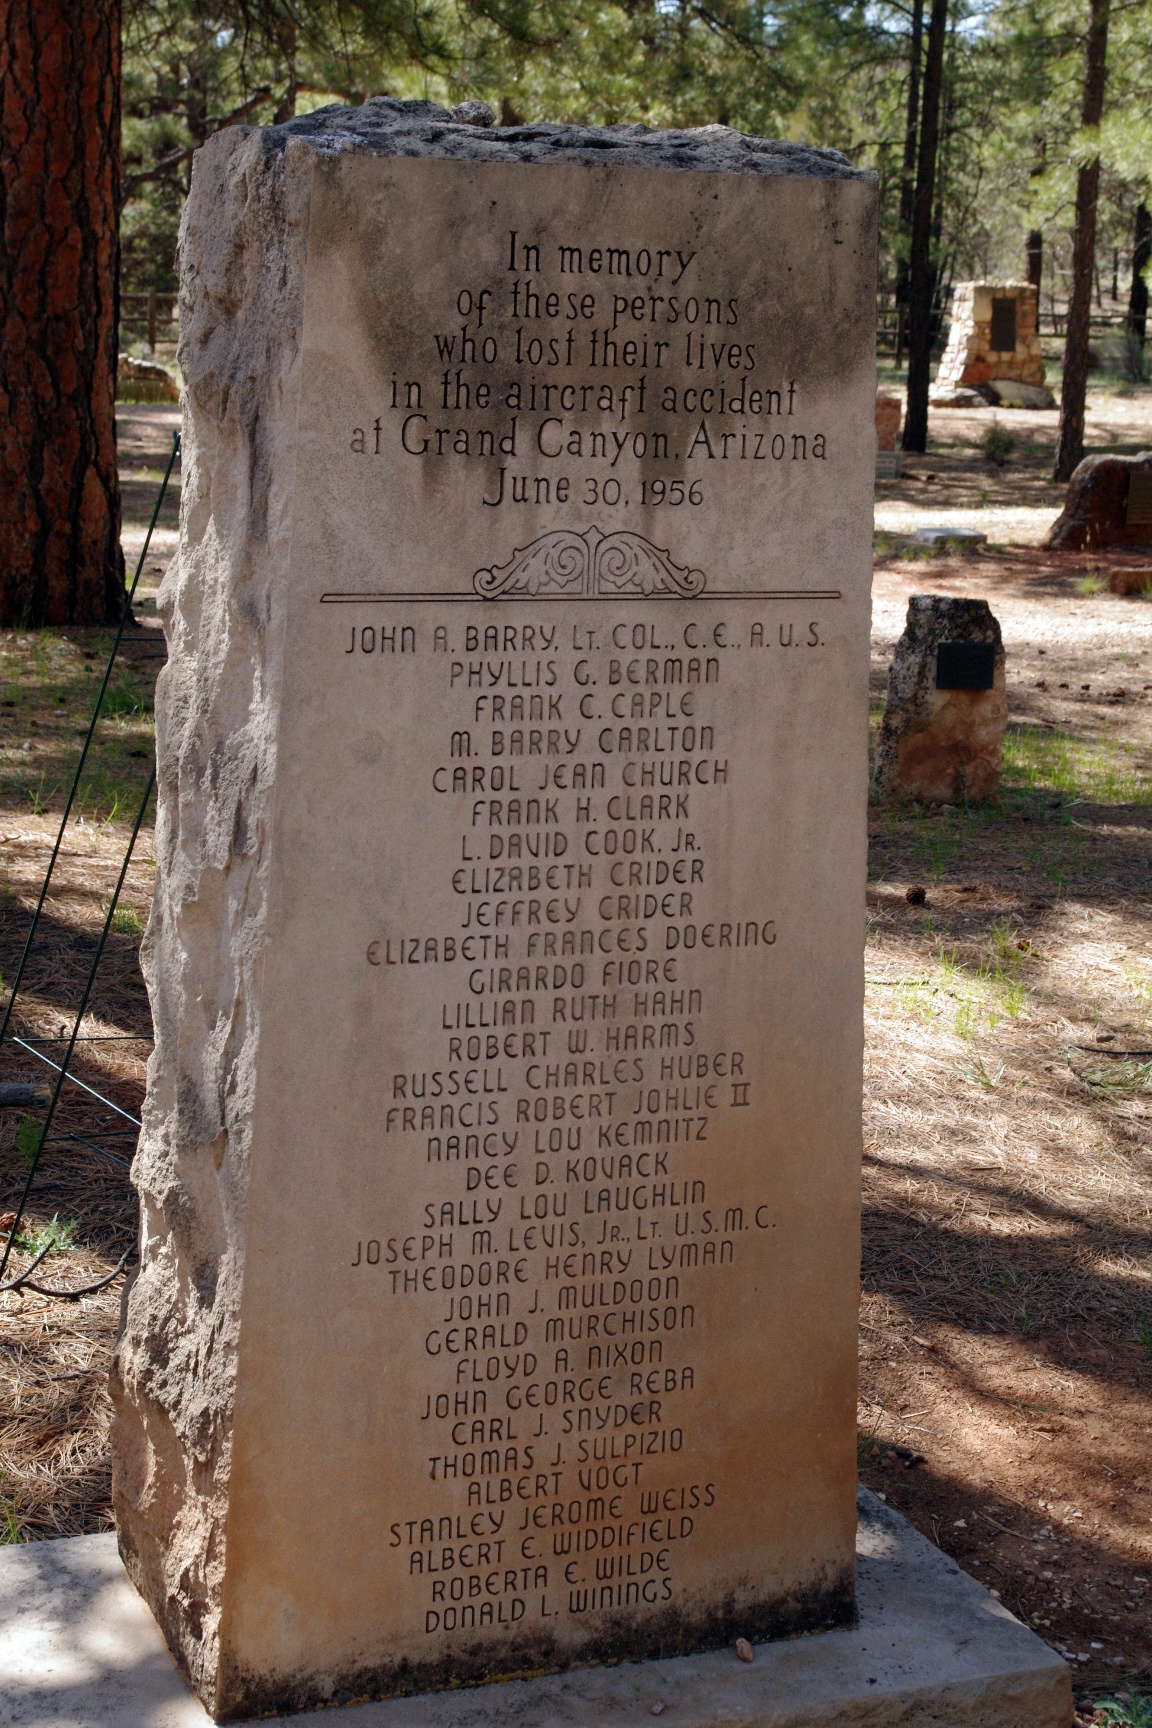 In memory
of these persons
who lost their lives
in the aircraft accident
at Grand Canyon, Arizona
June 30, 1956
JOHN A. BARRY, LT. COL., C.E., A.U.S.
PHYLLIS G. BERMAN
FRANK C. CAPLE
M. BARRY CARLTON
CAROL JEAN CHURCH
FRANK H. CLARK
L. DAVID COOK, JR.
ELIZABETH CRIDER
JEFFREY CRIDER
ELIZABETH FRANCES DOERING
GIRARDO FIORE
LILLIAN RUTH HAHN
ROBERT W. HARMS
RUSSELL CHARLES HUBER
FRANCIS ROBERT JOHLIE II
NANCY LOU KEMNITZ
DEE D. KOVACK
SALLY LOU LAUGHLIN
JOSEPH M. LEVIS, JR., LT. U.S.M.C.
THEODORE HENRY LYMAN
JOHN J. MULDOON
GERALD MURCHISON
FLOYD A. NIXON
JOHN GEORGE REBA
CARL J. SNYDER
THOMAS J. SULPIZIO
ALBERT VOGT
STANLEY JEROME WEISS
ALBERT E. WIDDIFIELD
ROBERTA E. WILDE
DONALD L. WININGS